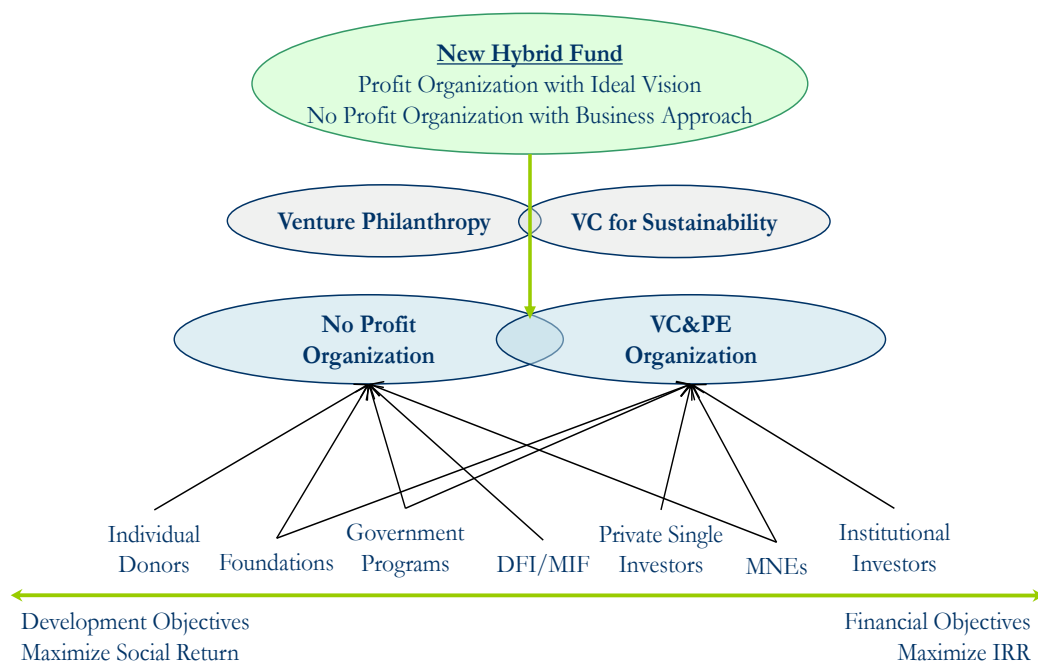 New Hybrid Fund
Profit Organization with Ideal Vision
No Profit Organization with Business Approach
Venture Philanthropy
VC for Sustainability
No Profit
Organization
VC&PE
Organization
Individual
Donors
Foundations
Government
Programs
DFI/MIF
Private Single
Investors
MNEs
Institutional
Investors
Development Objectives
Maximize Social Return
Financial Objectives
Maximize IRR